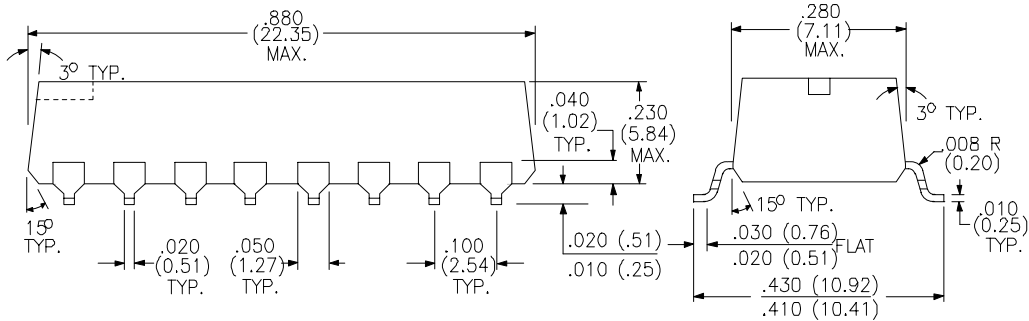 .880
(22.35)
MAX.
3° TYP.
.040
(1.02)
TYP.
.230
(5.84)
MAX.
15°
TYP.
.020
(0.51)
TYP.
.050
(1.27)
TYP.
.100
(2.54)
TYP.
.020 (.51)
.010 (.25)
.280
(7.11)
MAX.
3° TYP.
.008 R
(0.20)
15° TYP.
.010
(0.25)
TYP.
.030 (0.76)
.020 (0.51)
FLAT
.430 (10.92)
.410 (10.41)